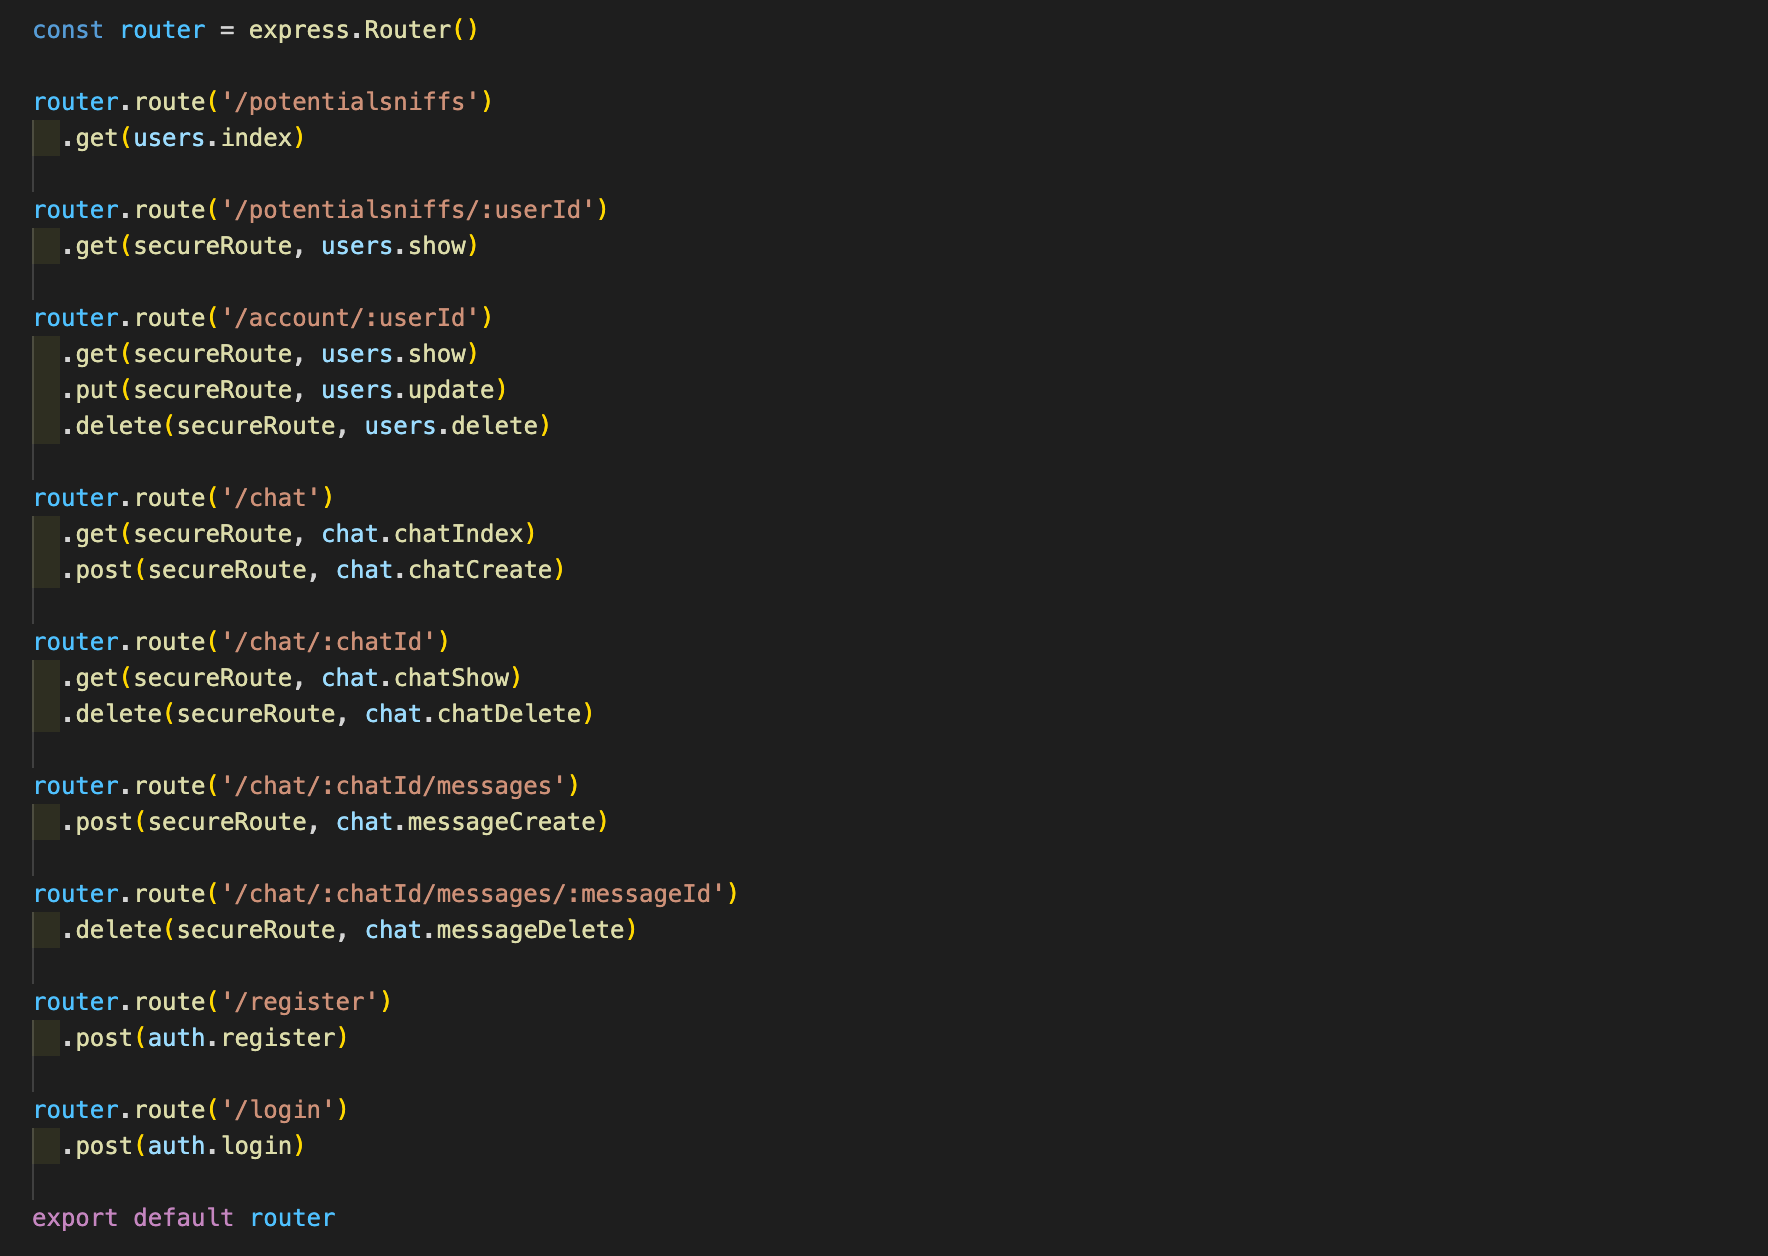 const router = express.Router()
router.route('/potentialsniffs')
.get(users.index)
router.route('/potentialsniffs/:userId')
.get(secureRoute, users.show)
router.route('/account/:userId')
.get(secureRoute, users.show)
.put(secureRoute, users.update)
.delete(secureRoute, users.delete)
router.route('/chat')
.get(secureRoute, chat.chatIndex)
.post(secureRoute, chat.chatCreate)
router.route('/chat/:chatId')
.get(secureRoute, chat.chatShow)
.delete(secureRoute, chat.chatDelete)
router.route('/chat/:chatId/messages')
.post(secureRoute, chat.messageCreate)
router.route('/chat/:chatId/messages/:messageId')
.delete(secureRoute, chat.messageDelete)
router.route('/register')
.post(auth.register)
router.route('/login')
.post(auth.login)
export default router